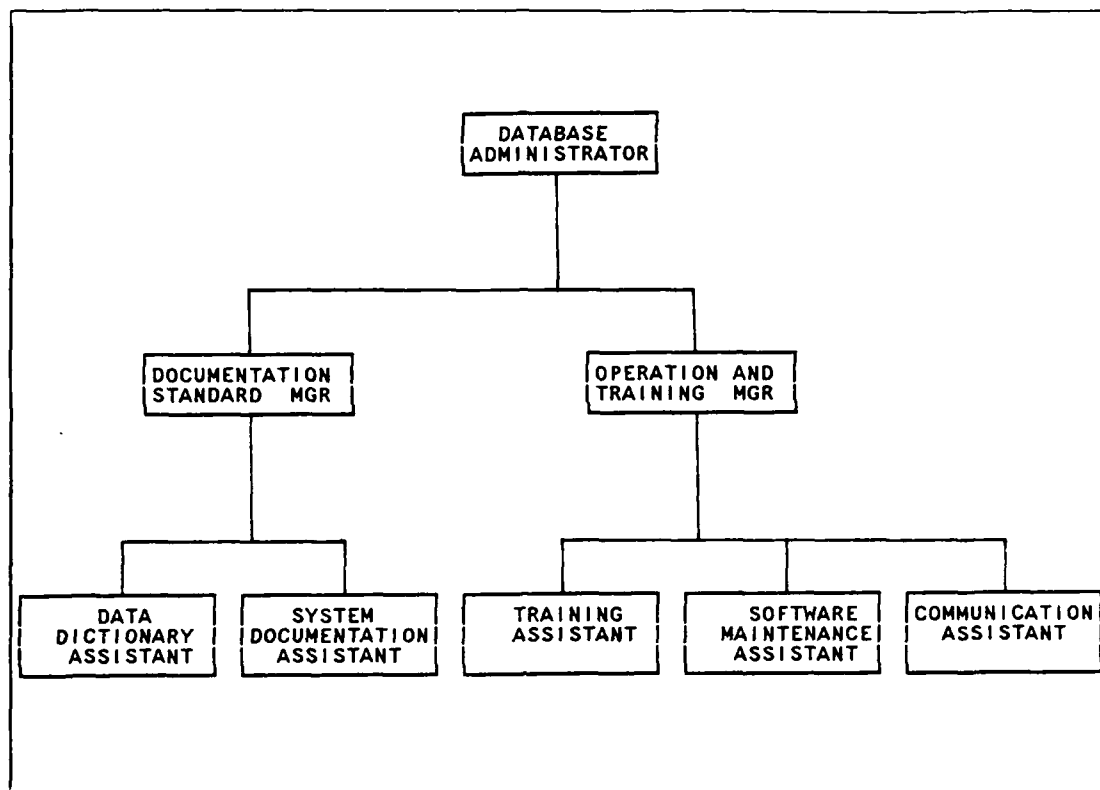 DATABASE
ADMINISTRATOR
DOCUMENTATION
STANDARD MGR
OPERATION AND
TRAINING MGR
DATA
DICTIONARY
ASSISTANT
SYSTEM
DOCUMENTATION
ASSISTANT
TRAINING
ASSISTANT
SOFTWARE
MAINTENANCE
ASSISTANT
COMMUNICATION
ASSISTANT